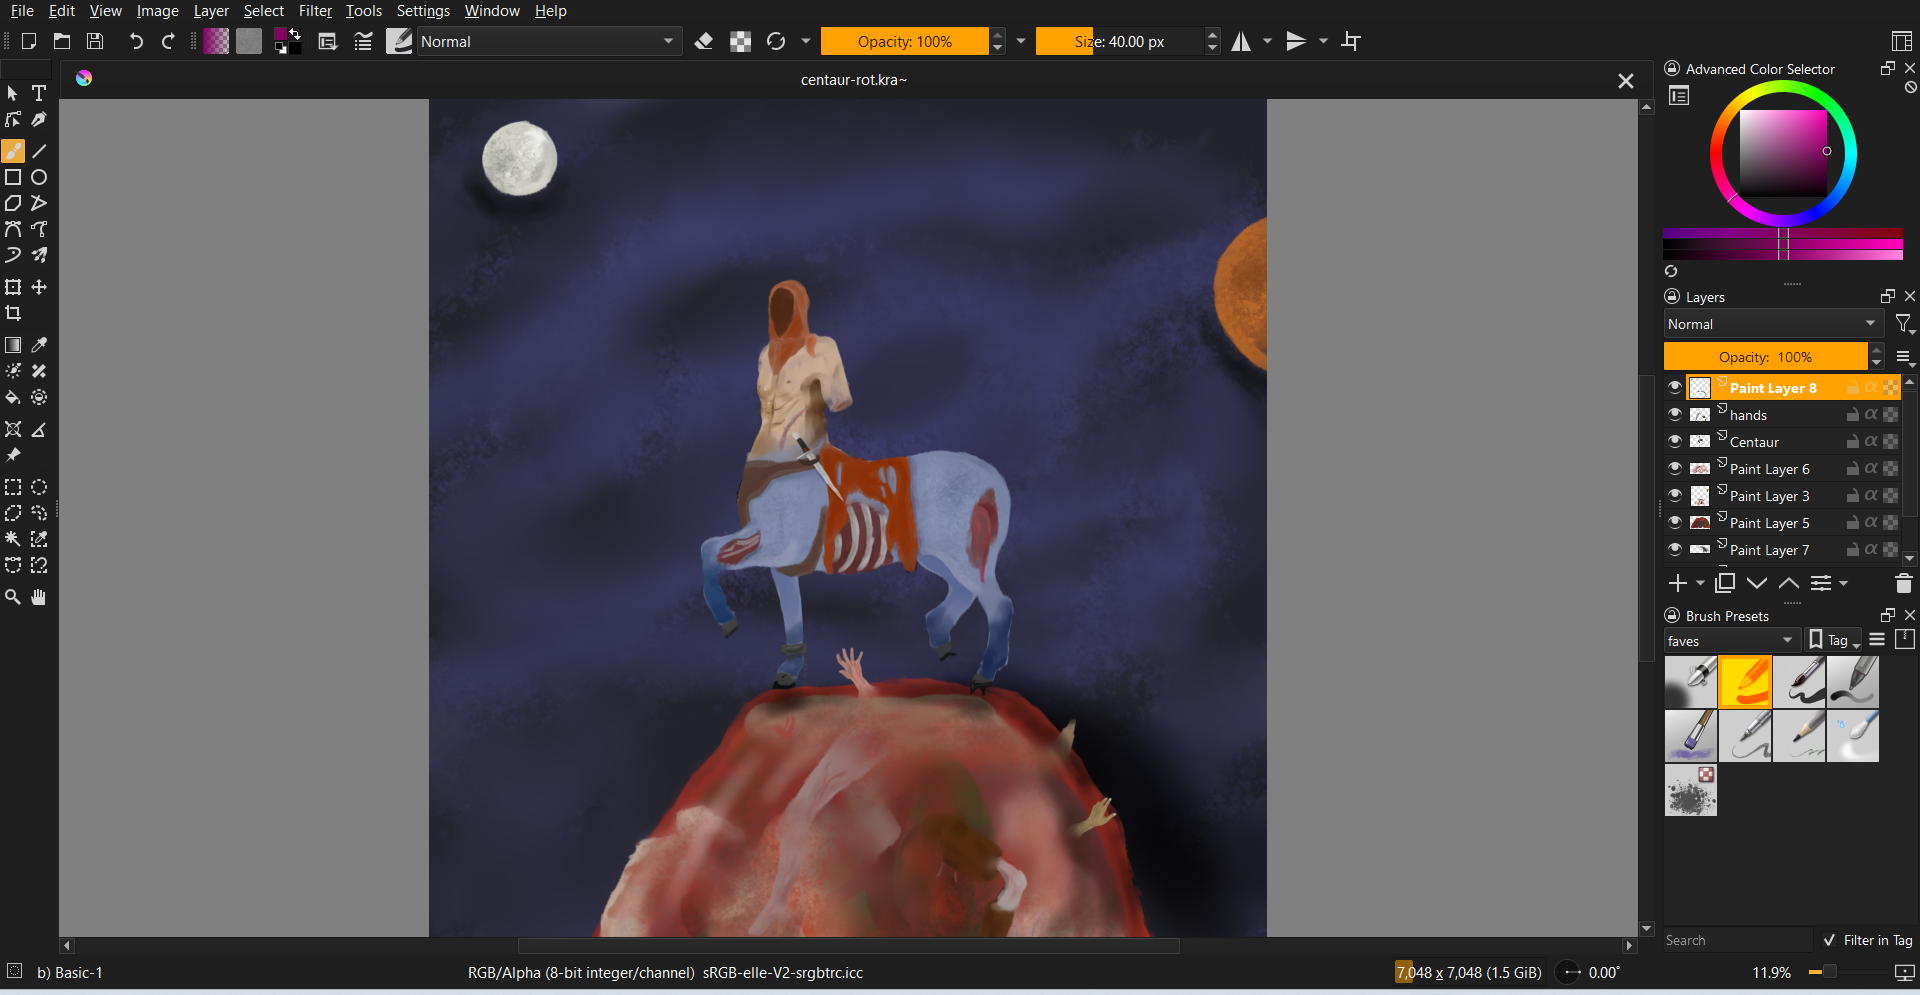 File Edit View Image Layer Select Filter Tools Settings Window Help
Normal
Opacity: 100%
Size: 40.00 px
centaur-rot.kra~
Advanced Color Selector
Layers
Normal
Opacity: 100%
Paint Layer 8
hands
Centaur
Paint Layer 6
Paint Layer 3
Paint Layer 5
Paint Layer 7
Brush Presets
faves
Tag
Search
Filter in Tag
b) Basic-1
RGB/Alpha (8-bit integer/channel) sRGB-elle-V2-srgbtrc.icc
7,048 x 7,048 (1.5 GiB)
0.00°
11.9%